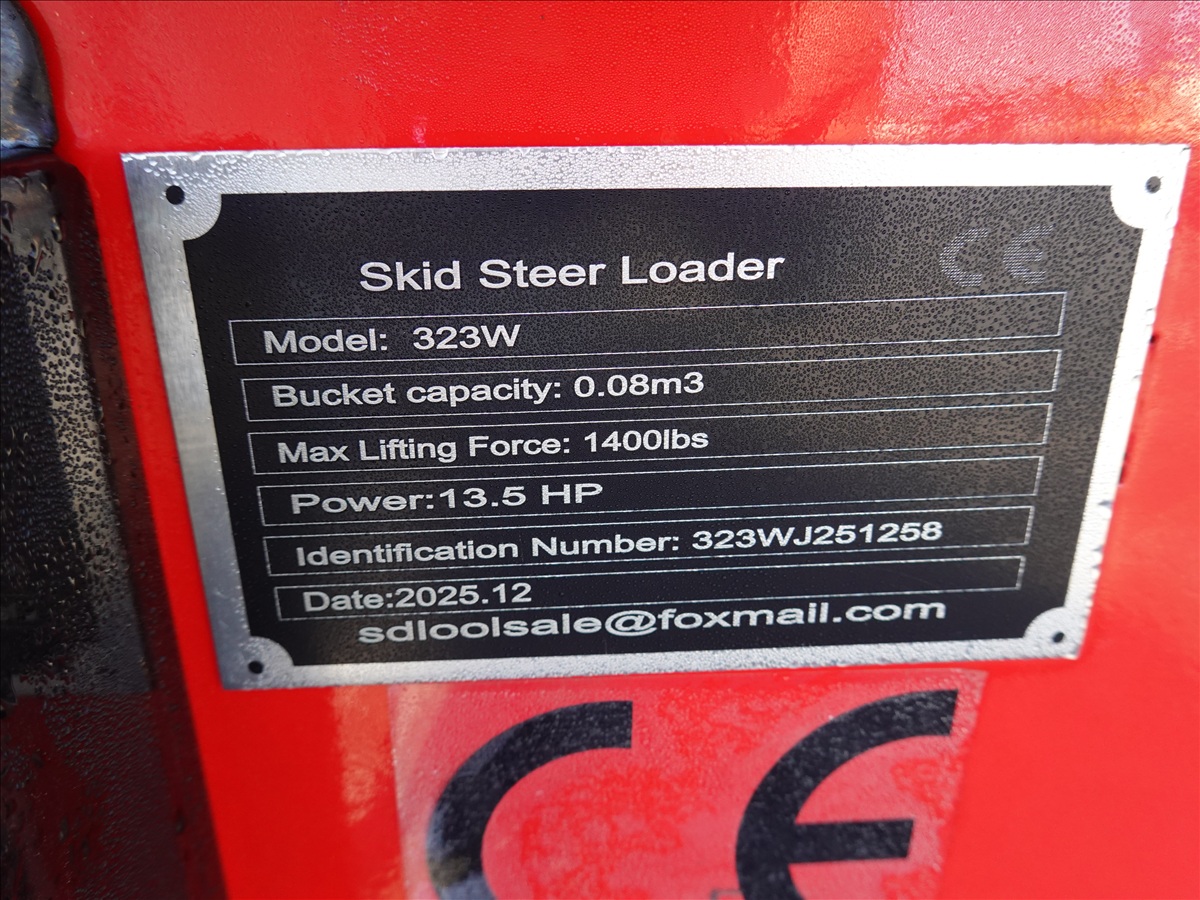 CE
Skid Steer Loader
Model: 323W
Bucket capacity: 0.08m3
Max Lifting Force: 1400lbs
Power:13.5 HP
Identification Number: 323WJ251258
Date:2025.12
sdloolsale@foxmail.com
CE